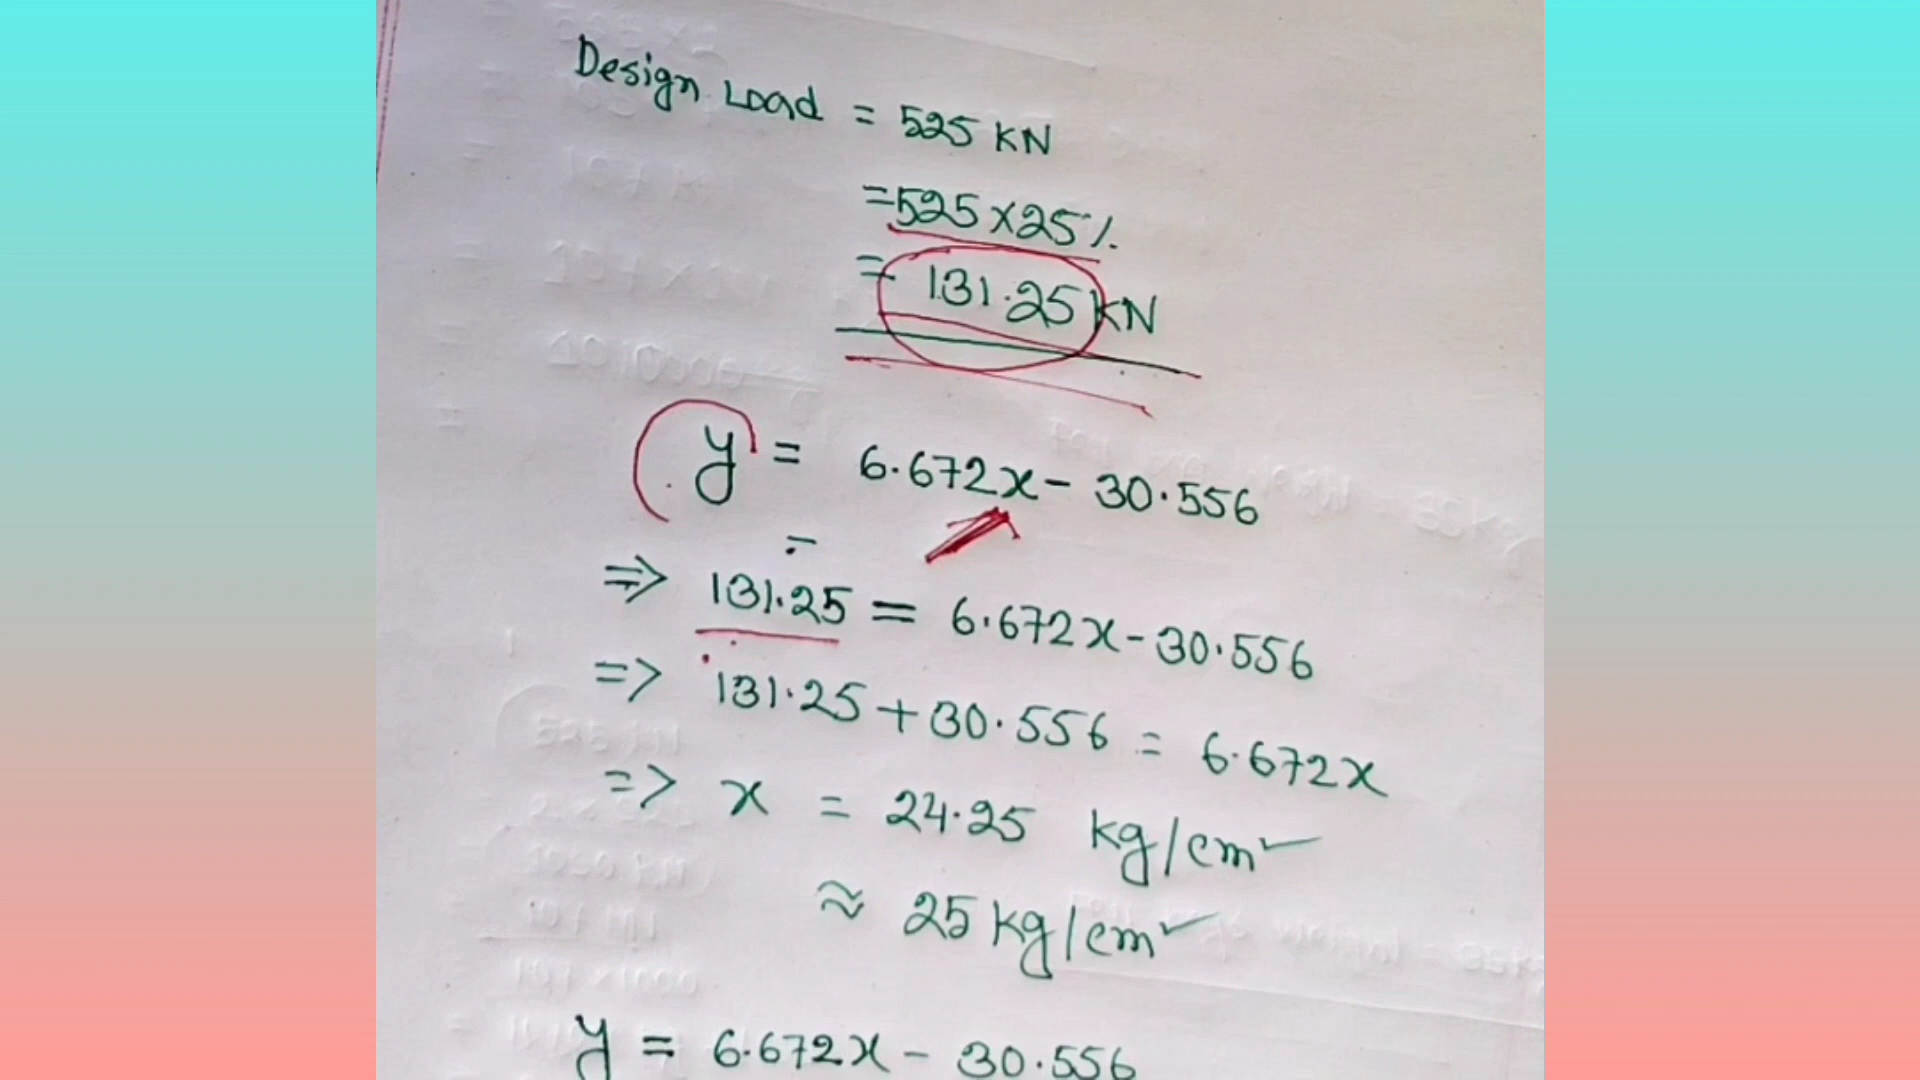 Design Load = 525 KN
= 525 x 25%
= 131.25 KN
y = 6.672x - 30.556
=> 131.25 = 6.672x - 30.556
=> 131.25 + 30.556 = 6.672x
=> x = 24.25 kg/cm²
≈ 25 kg/cm²
y = 6.672x - 30.556